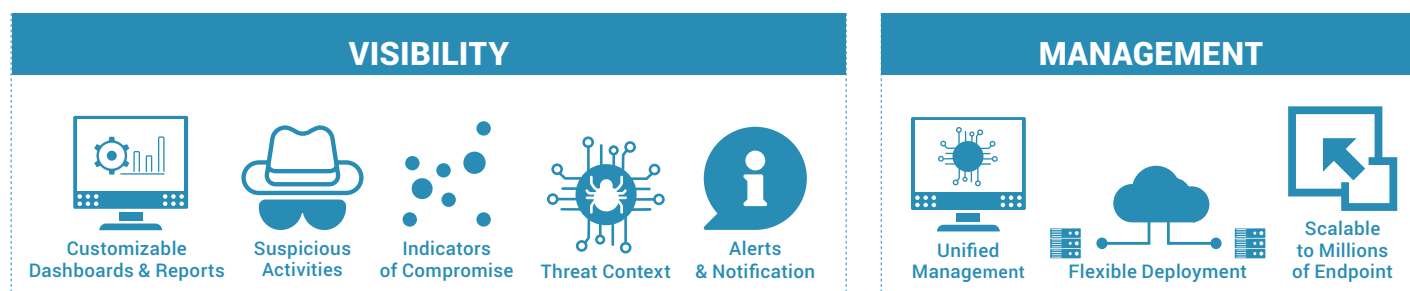 VISIBILITY
Customizable
Dashboards & Reports
Suspicious
Activities
Indicators
of Compromise
Threat Context
Alerts
& Notification
MANAGEMENT
Unified
Management
Flexible Deployment
Scalable
to Millions
of Endpoint